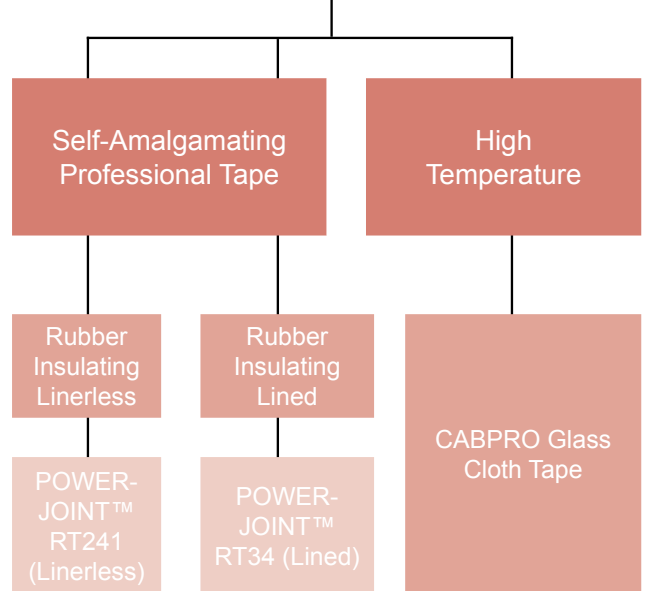 Self-Amalgamating
Professional Tape
High
Temperature
Rubber
Insulating
Linerless
Rubber
Insulating
Lined
CABPRO Glass
Cloth Tape
POWER-
JOINT™
RT241
(Linerless)
POWER-
JOINT™
RT34 (Lined)